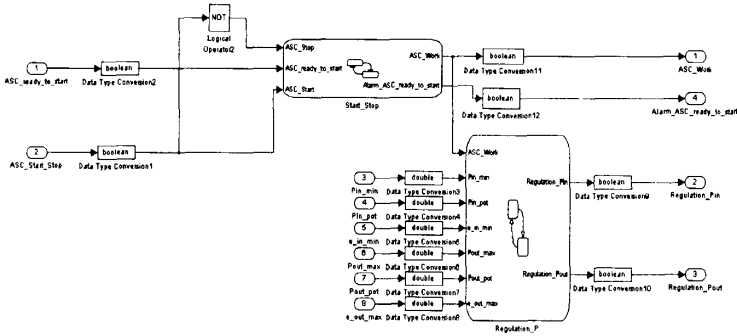 NOT
Logical
Operator2
1
ASC_ready_to_start
boolean
Data Type Conversion2
2
ASC_Start_Stop
boolean
Data Type Conversion1
ASC_Stop
ASC_ready_to_start
ASC_Start
ASC_Work
Alarm_ASC_ready_to_start
Start_Stop
boolean
Data Type Conversion11
1
ASC_Work
boolean
Data Type Conversion12
4
Alarm_ASC_ready_to_start
3
Pin_min
double
Data Type Conversion3
4
Pin_pot
double
Data Type Conversion4
5
e_in_min
double
Data Type Conversion5
6
Pout_max
double
Data Type Conversion6
7
Pout_pot
double
Data Type Conversion7
e_out_max
double
Data Type Conversion8
ASC_Work
Pin_min
Pin_pot
e_in_min
Pout_max
Pout_pot
e_out_max
Regulation_Pin
Regulation_Pout
Regulation_P
boolean
Data Type Conversion9
2
Regulation_Pin
boolean
Data Type Conversion10
3
Regulation_Pout